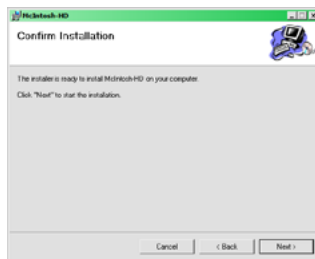 McIntosh-HD
Confirm Installation
The installer is ready to install McIntosh-HD on your computer.
Click "Next" to start the installation.
Cancel
< Back
Next >